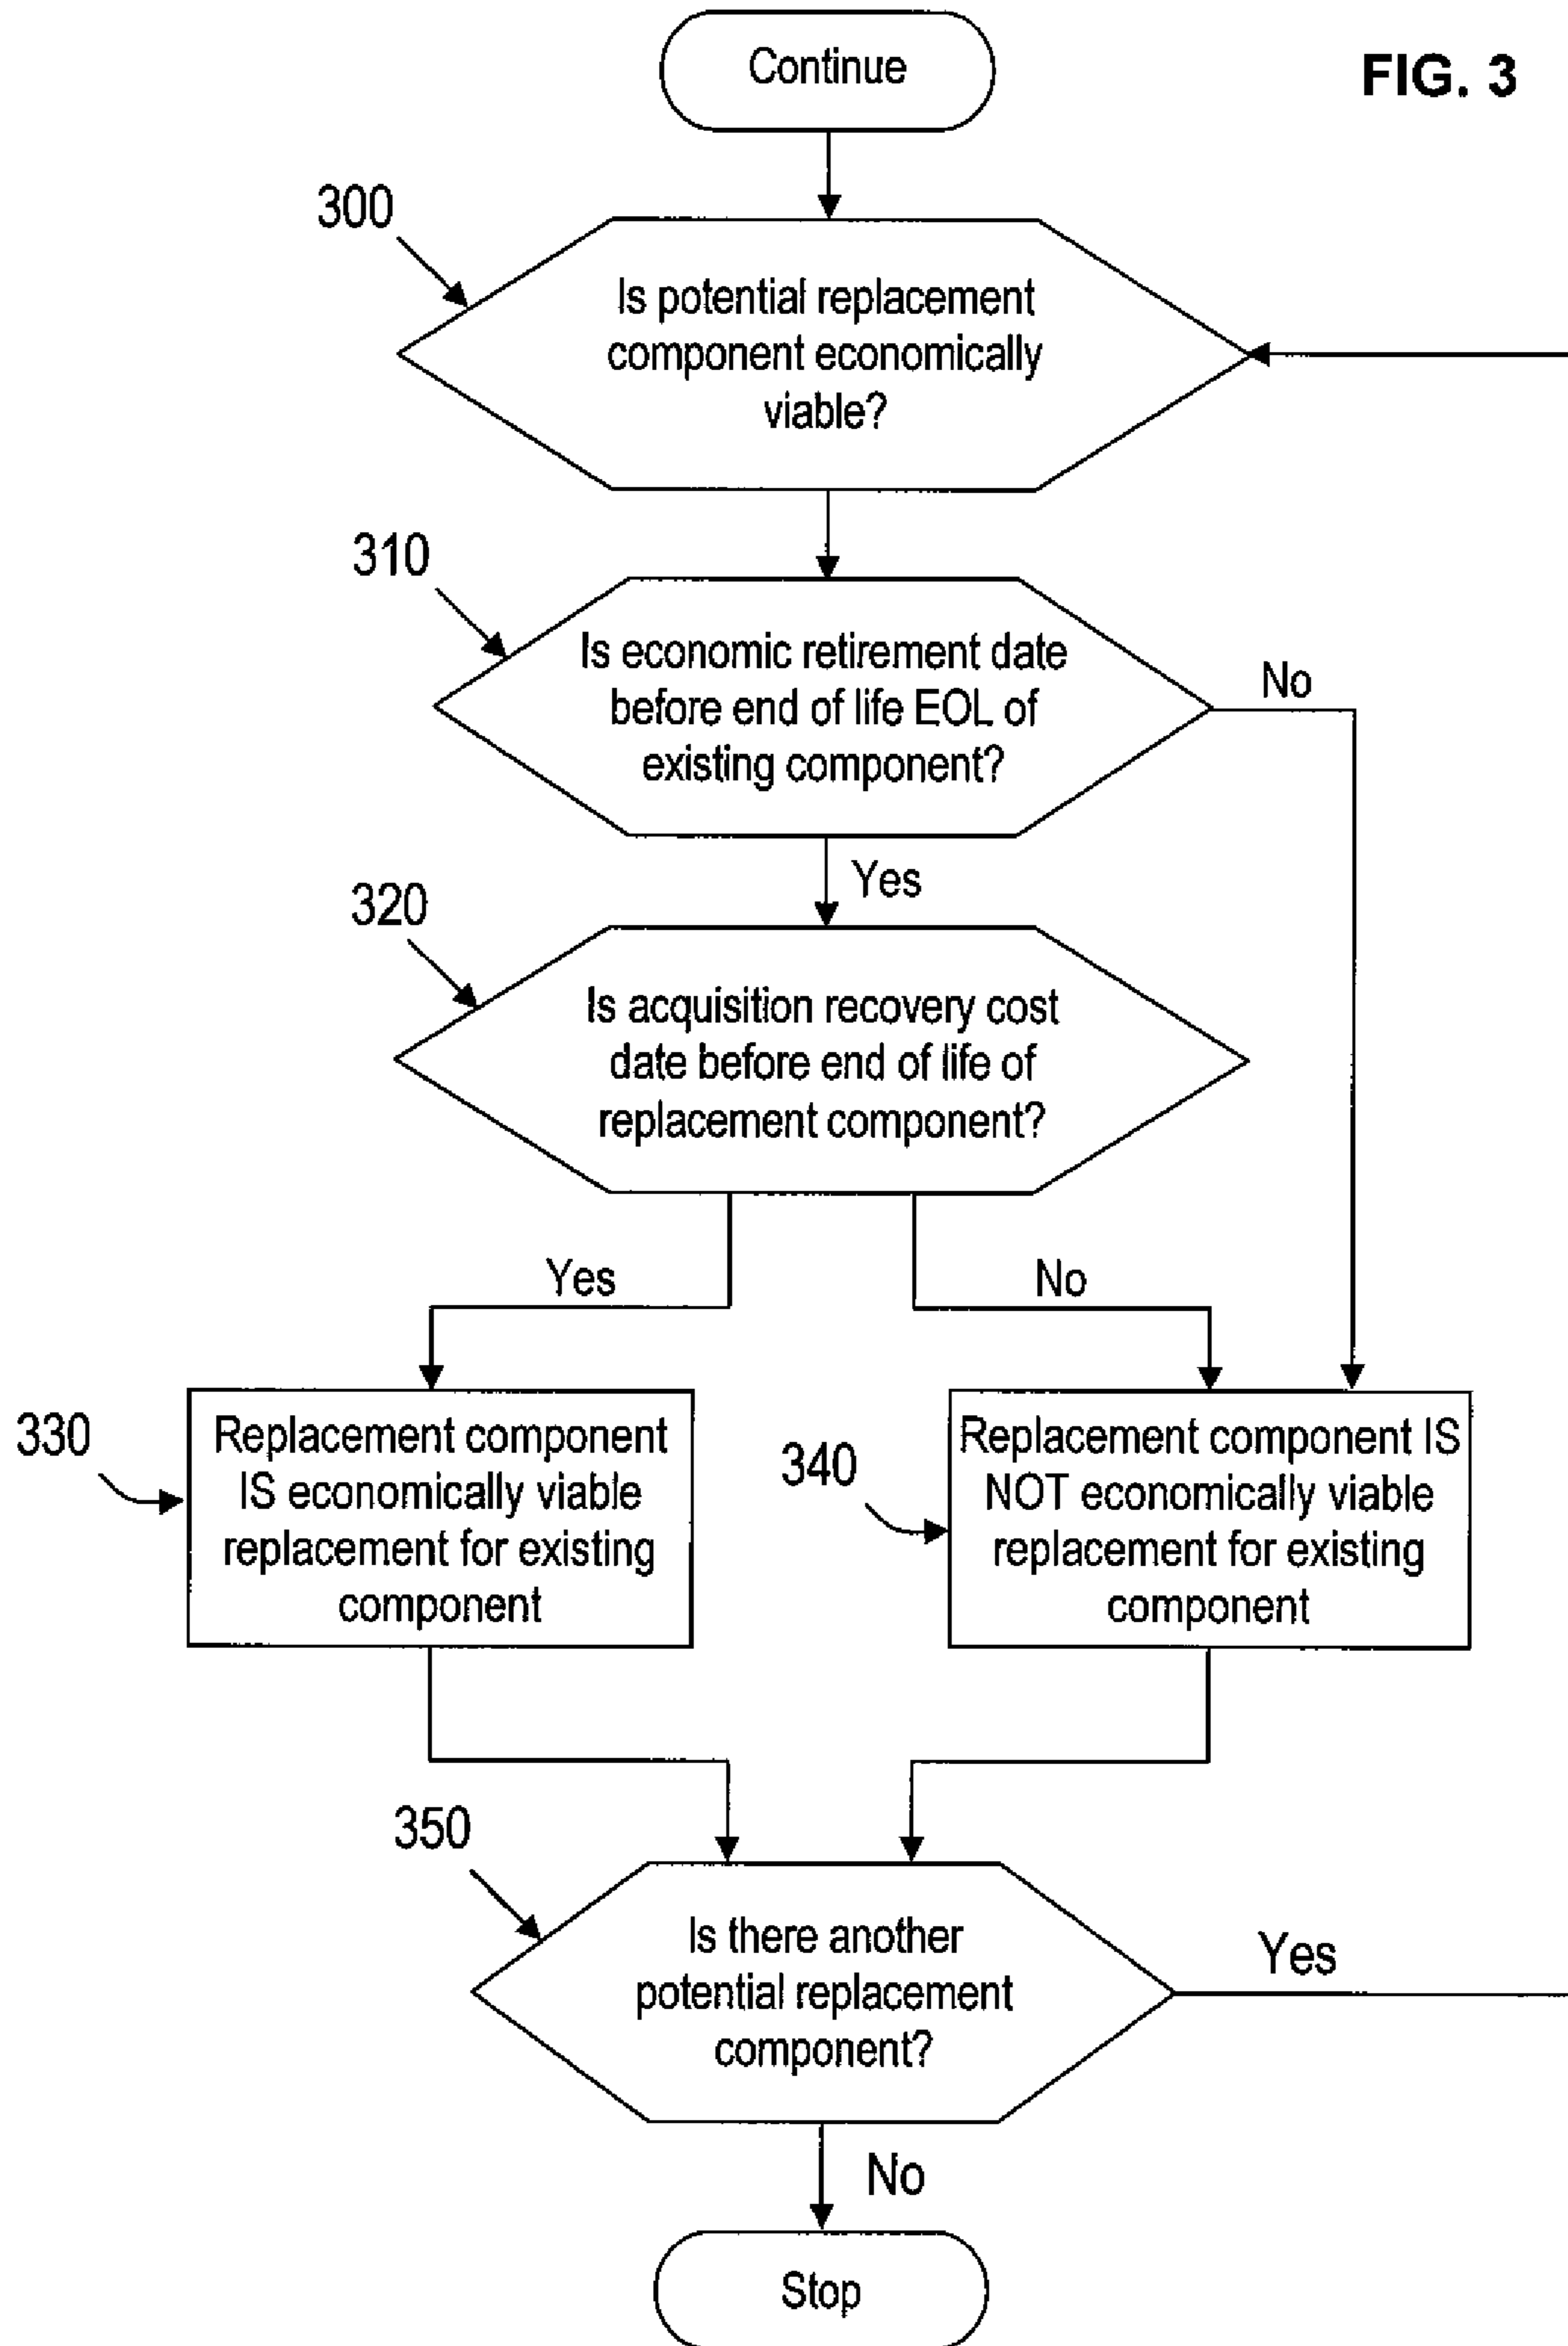 Continue
FIG. 3
300
Is potential replacement
component economically
viable?
310
Is economic retirement date
before end of life EOL of
existing component?
No
Yes
320
Is acquisition recovery cost
date before end of life of
replacement component?
Yes
No
330
Replacement component
IS economically viable
replacement for existing
component
340
Replacement component IS
NOT economically viable
replacement for existing
component
350
Is there another
potential replacement
component?
Yes
No
Stop